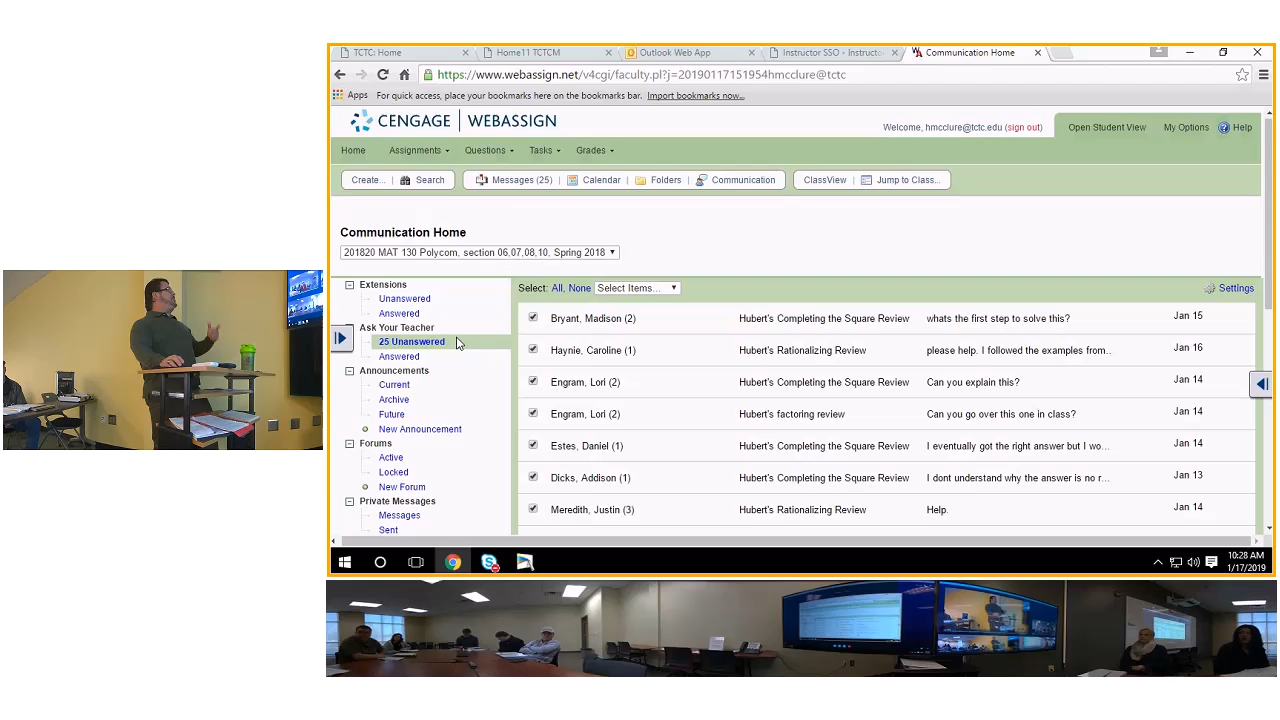 TCTC: Home
Home11 TCTCM
Outlook Web App
Instructor SSO - Instructo
Communication Home
https://www.webassign.net/v4cgi/faculty.pl?j=20190117151954hmcclure@tctc
Apps For quick access, place your bookmarks here on the bookmarks bar. Import bookmarks now...
CENGAGE | WEBASSIGN
Welcome, hmcclure@tctc.edu (sign out) Open Student View My Options Help
Home Assignments Questions Tasks Grades
Create... | Search Messages (25) | Calendar | Folders | Communication ClassView | Jump to Class...
Communication Home
201820 MAT 130 Polycom, section 06,07,08,10, Spring 2018
Extensions
Unanswered
Answered
Ask Your Teacher
25 Unanswered
Answered
Announcements
Current
Archive
Future
New Announcement
Forums
Active
Locked
New Forum
Private Messages
Messages
Sent
Select: All, None Select Items... Settings
Bryant, Madison (2) Hubert's Completing the Square Review whats the first step to solve this? Jan 15
Haynie, Caroline (1) Hubert's Rationalizing Review please help. I followed the examples from.. Jan 16
Engram, Lori (2) Hubert's Completing the Square Review Can you explain this? Jan 14
Engram, Lori (2) Hubert's factoring review Can you go over this one in class? Jan 14
Estes, Daniel (1) Hubert's Completing the Square Review I eventually got the right answer but I wo... Jan 14
Dicks, Addison (1) Hubert's Completing the Square Review I dont understand why the answer is no r... Jan 13
Meredith, Justin (3) Hubert's Rationalizing Review Help. Jan 14
10:28 AM
1/17/2019